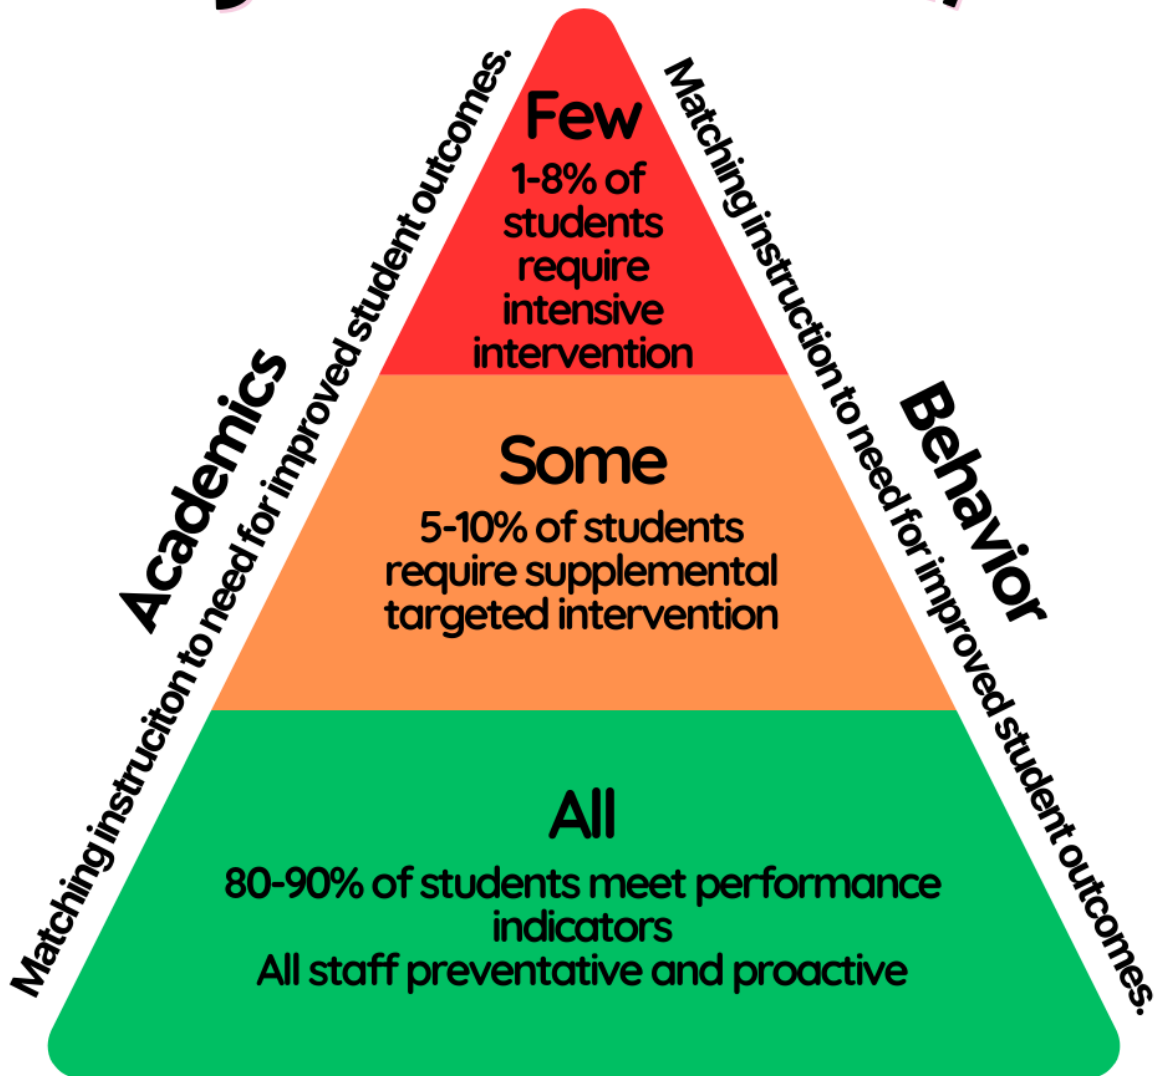 Few
1-8% of
students
require
intensive
intervention
Some
5-10% of students
require supplemental
targeted intervention
All
80-90% of students meet performance
indicators
All staff preventative and proactive
Academics
Matching instruciton to need for improved student outcomes.
Behavior
Matching instruction to need for improved student outcomes.